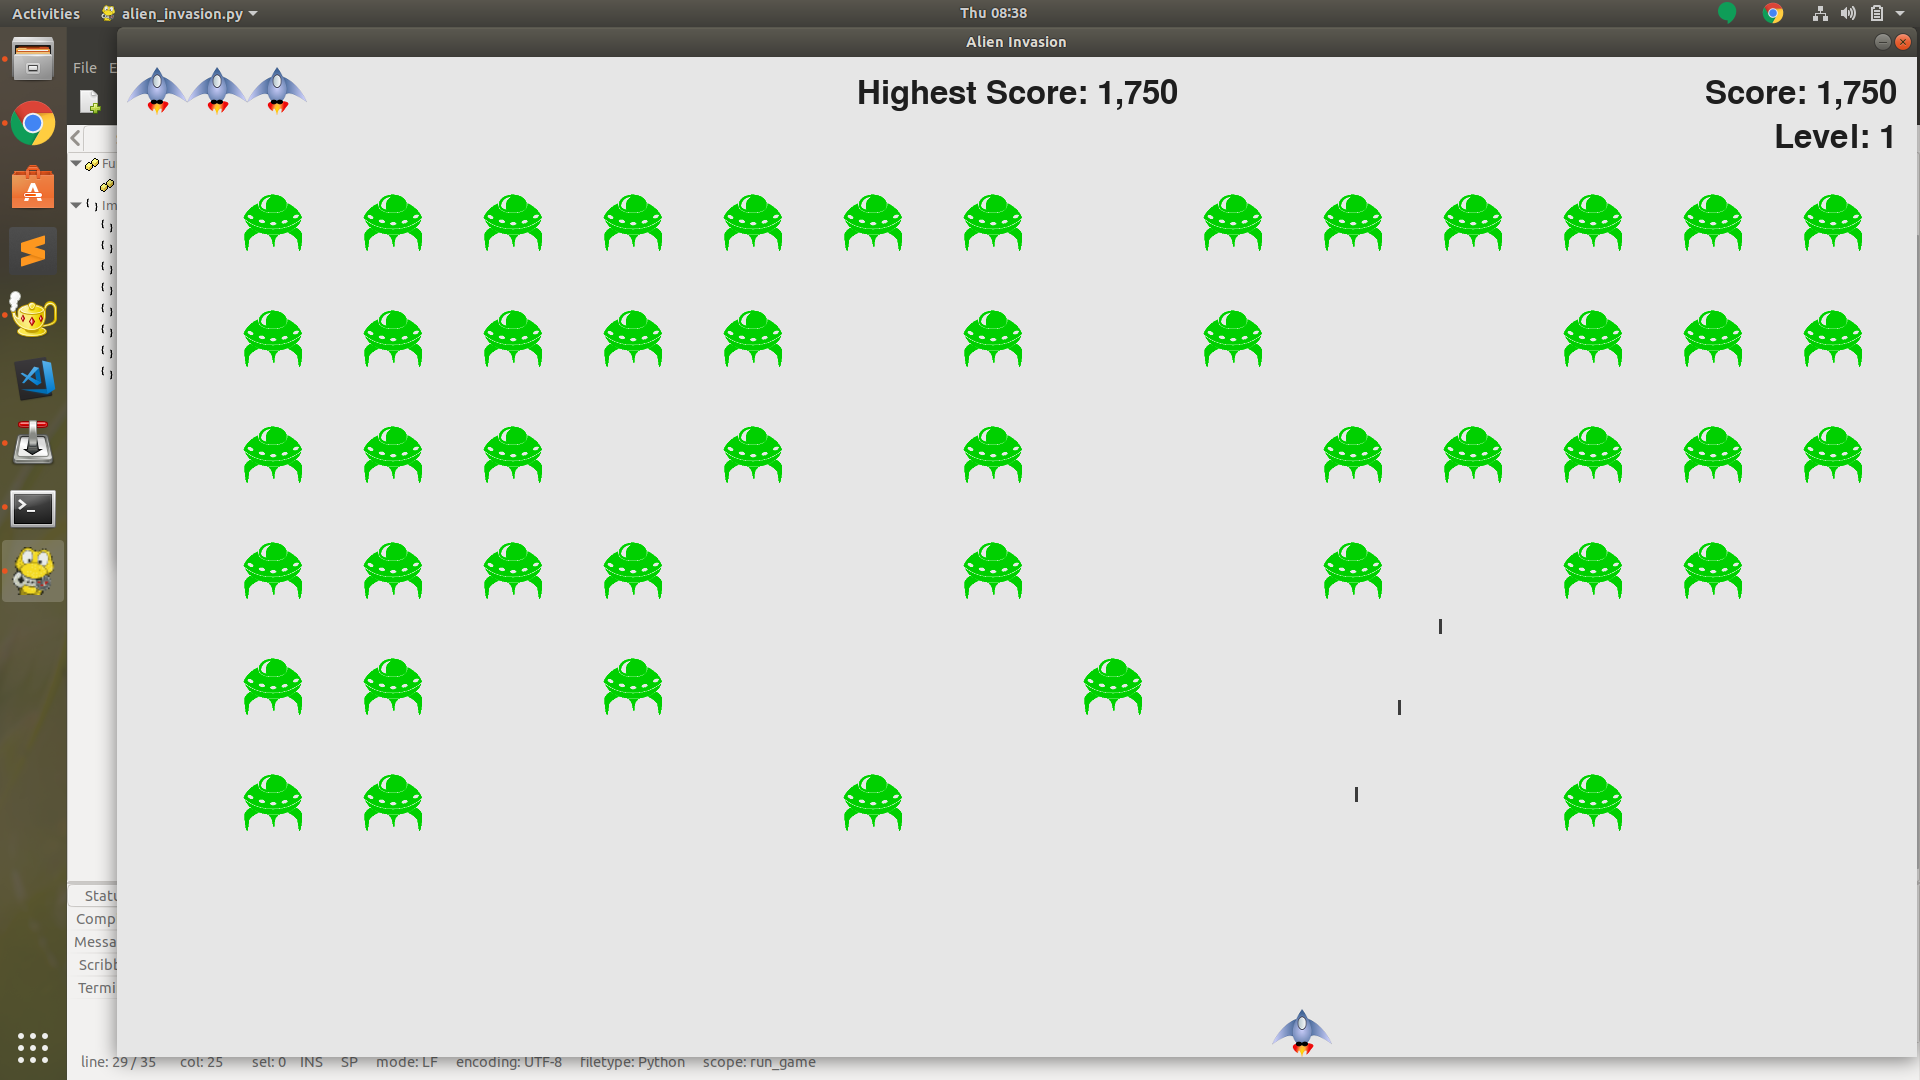 Activities alien_invasion.py Thu 08:38
Alien Invasion
File E
Highest Score: 1,750 Score: 1,750
Level: 1
Fu
Im
Statu
Comp
Messa
Scribb
Termi
line: 29 / 35 col: 25 sel: 0 INS SP mode: LF encoding: UTF-8 filetype: Python scope: run_game